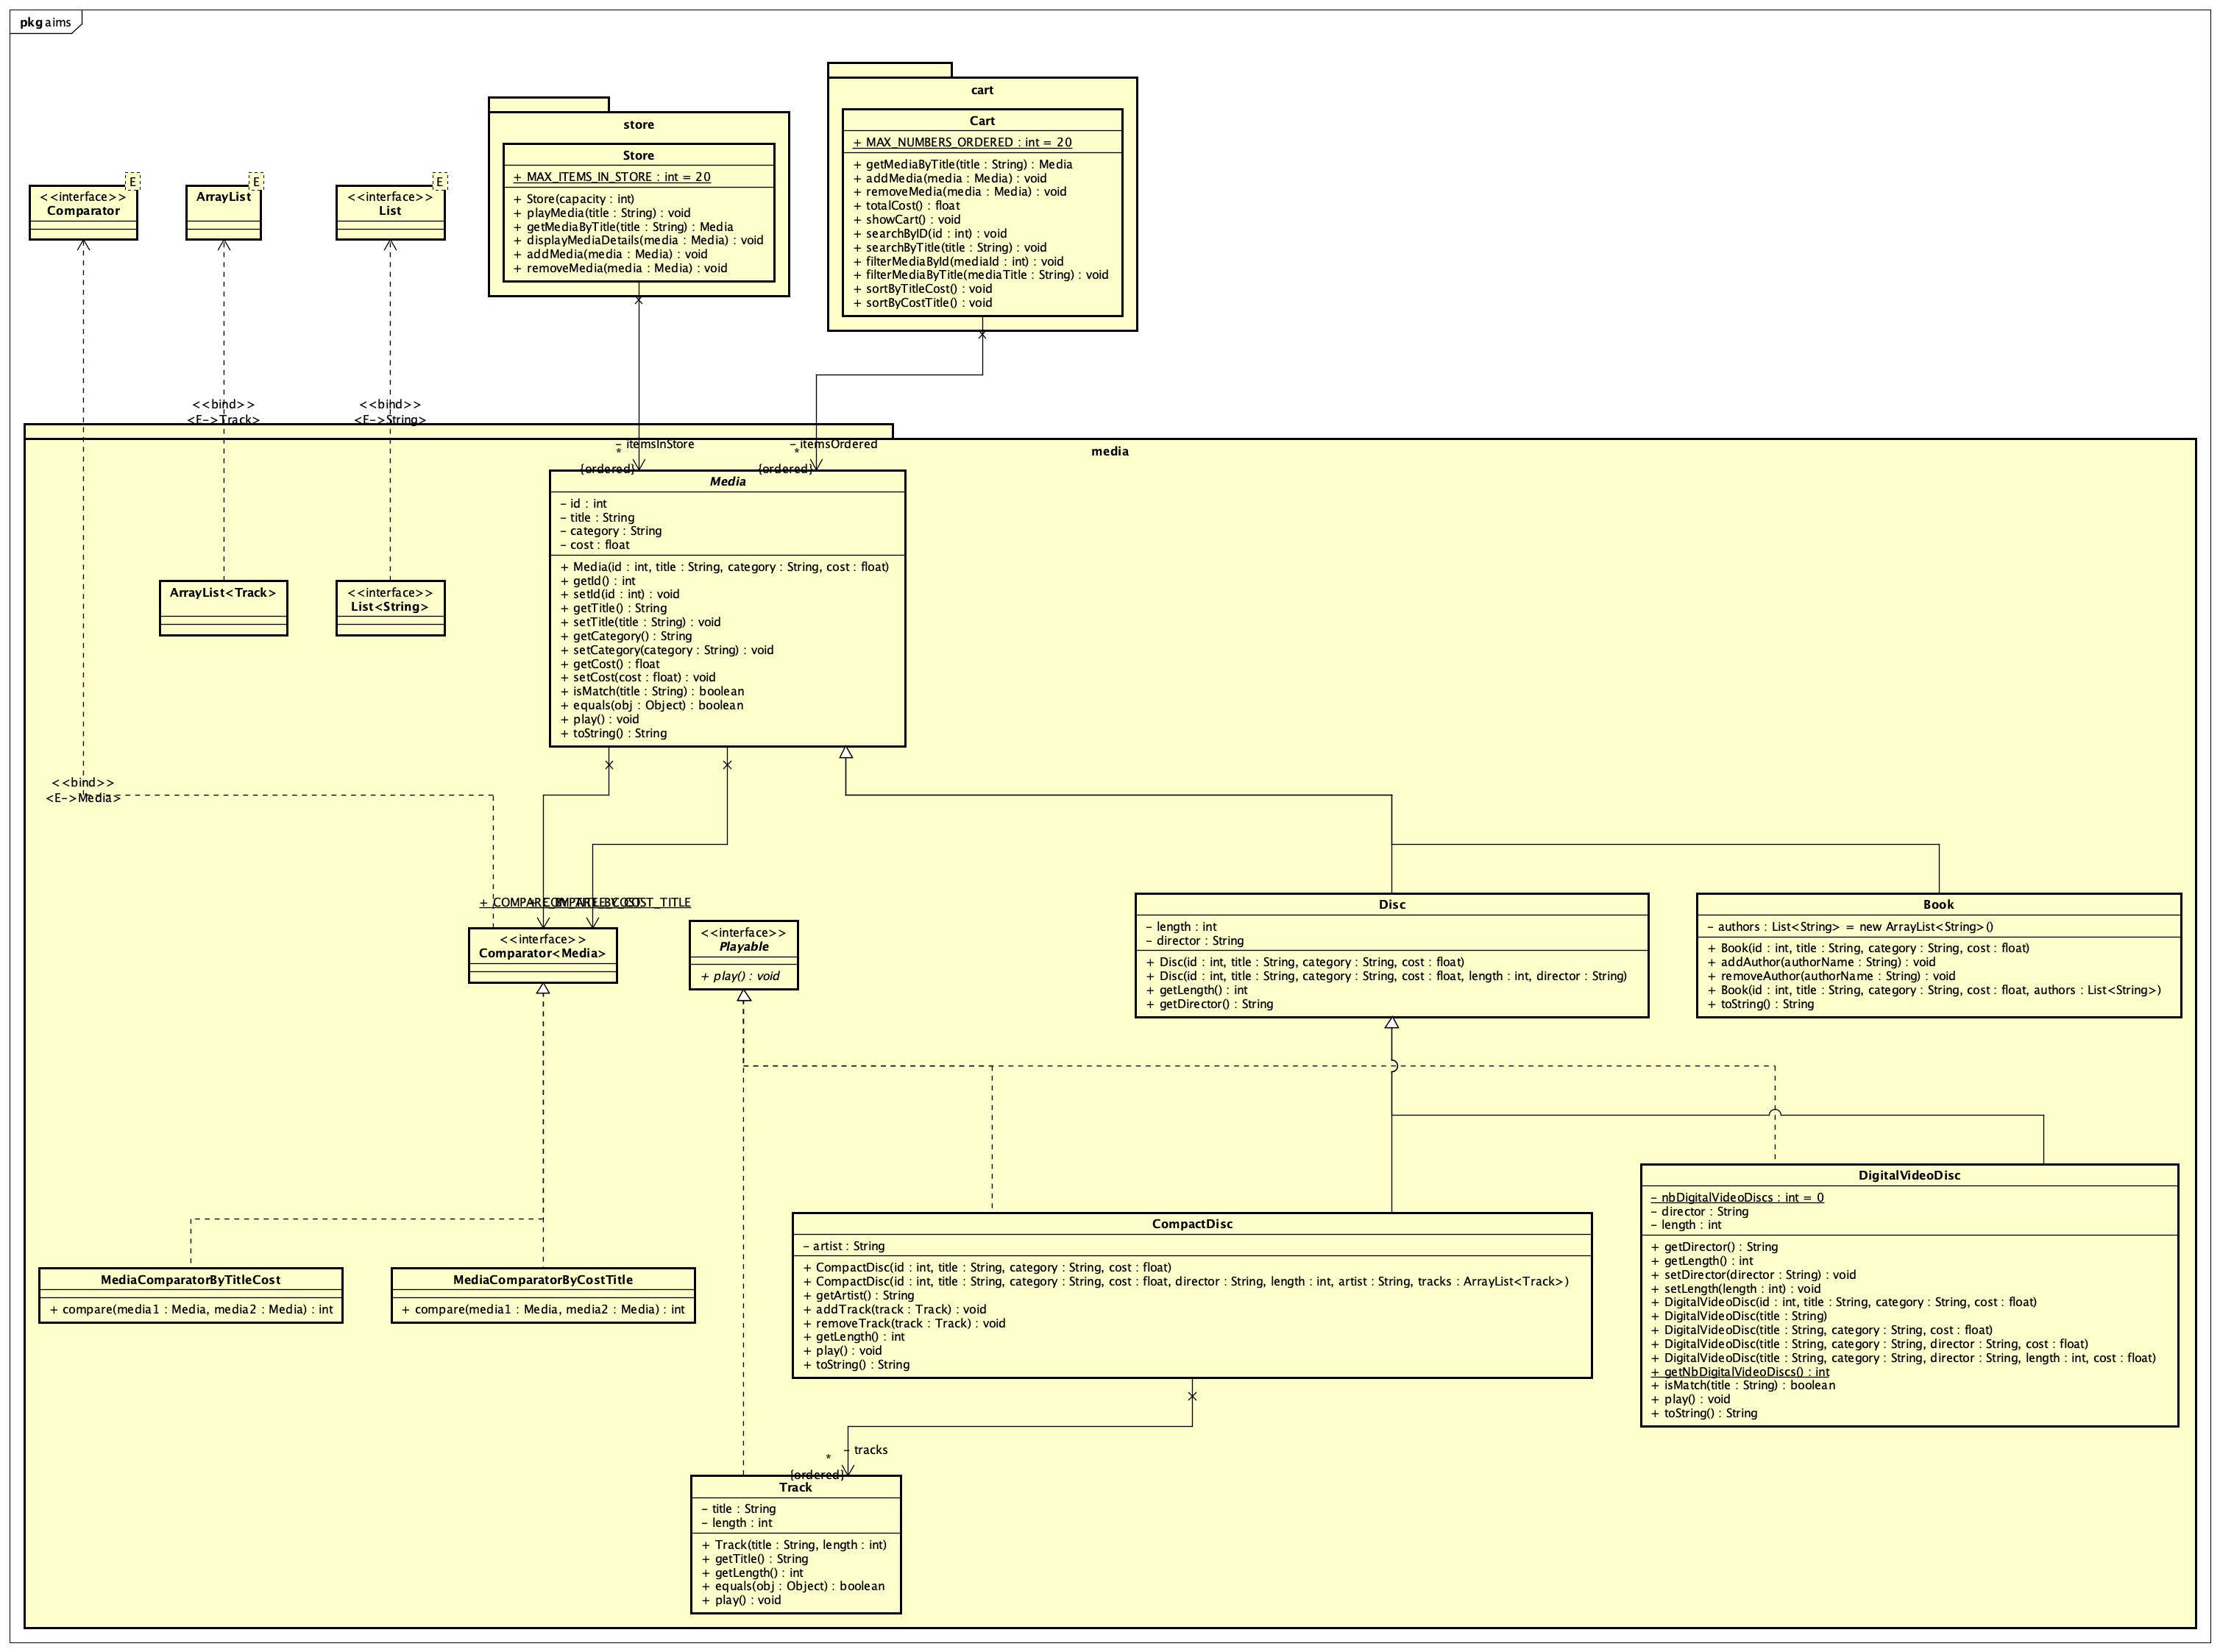 pkg aims
cart
Cart
+ MAX_NUMBERS_ORDERED : int = 20
+ getMediaByTitle(title : String) : Media
+ addMedia(media : Media) : void
+ removeMedia(media : Media) : void
+ totalCost() : float
+ showCart() : void
+ searchByID(id : int) : void
+ searchByTitle(title : String) : void
+ filterMediaById(mediaId : int) : void
+ filterMediaByTitle(mediaTitle : String) : void
+ sortByTitleCost() : void
+ sortByCostTitle() : void
store
Store
+ MAX_ITEMS_IN_STORE : int = 20
+ Store(capacity : int)
+ playMedia(title : String) : void
+ getMediaByTitle(title : String) : Media
+ displayMediaDetails(media : Media) : void
+ addMedia(media : Media) : void
+ removeMedia(media : Media) : void
E
<<interface>>
Comparator
E
ArrayList
E
<<interface>>
List
<<bind>>
<E->Track>
<<bind>>
<E->String>
media
- itemsInStore
*
{ordered}
- itemsOrdered
*
{ordered}
Media
- id : int
- title : String
- category : String
- cost : float
+ Media(id : int, title : String, category : String, cost : float)
+ getId() : int
+ setId(id : int) : void
+ getTitle() : String
+ setTitle(title : String) : void
+ getCategory() : String
+ setCategory(category : String) : void
+ getCost() : float
+ setCost(cost : float) : void
+ isMatch(title : String) : boolean
+ equals(obj : Object) : boolean
+ play() : void
+ toString() : String
ArrayList<Track>
<<interface>>
List<String>
<<bind>>
<E->Media>
+ COMPARE_BY_TITLE_COST
+ COMPARE_BY_COST_TITLE
<<interface>>
Comparator<Media>
<<interface>>
Playable
+ play() : void
Disc
- length : int
- director : String
+ Disc(id : int, title : String, category : String, cost : float)
+ Disc(id : int, title : String, category : String, cost : float, length : int, director : String)
+ getLength() : int
+ getDirector() : String
Book
- authors : List<String> = new ArrayList<String>()
+ Book(id : int, title : String, category : String, cost : float)
+ addAuthor(authorName : String) : void
+ removeAuthor(authorName : String) : void
+ Book(id : int, title : String, category : String, cost : float, authors : List<String>)
+ toString() : String
MediaComparatorByTitleCost
+ compare(media1 : Media, media2 : Media) : int
MediaComparatorByCostTitle
+ compare(media1 : Media, media2 : Media) : int
CompactDisc
- artist : String
+ CompactDisc(id : int, title : String, category : String, cost : float)
+ CompactDisc(id : int, title : String, category : String, cost : float, director : String, length : int, artist : String, tracks : ArrayList<Track>)
+ getArtist() : String
+ addTrack(track : Track) : void
+ removeTrack(track : Track) : void
+ getLength() : int
+ play() : void
+ toString() : String
DigitalVideoDisc
- nbDigitalVideoDiscs : int = 0
- director : String
- length : int
+ getDirector() : String
+ getLength() : int
+ setDirector(director : String) : void
+ setLength(length : int) : void
+ DigitalVideoDisc(id : int, title : String, category : String, cost : float)
+ DigitalVideoDisc(title : String)
+ DigitalVideoDisc(title : String, category : String, cost : float)
+ DigitalVideoDisc(title : String, category : String, director : String, cost : float)
+ DigitalVideoDisc(title : String, category : String, director : String, length : int, cost : float)
+ getNbDigitalVideoDiscs() : int
+ isMatch(title : String) : boolean
+ play() : void
+ toString() : String
- tracks
*
{ordered}
Track
- title : String
- length : int
+ Track(title : String, length : int)
+ getTitle() : String
+ getLength() : int
+ equals(obj : Object) : boolean
+ play() : void